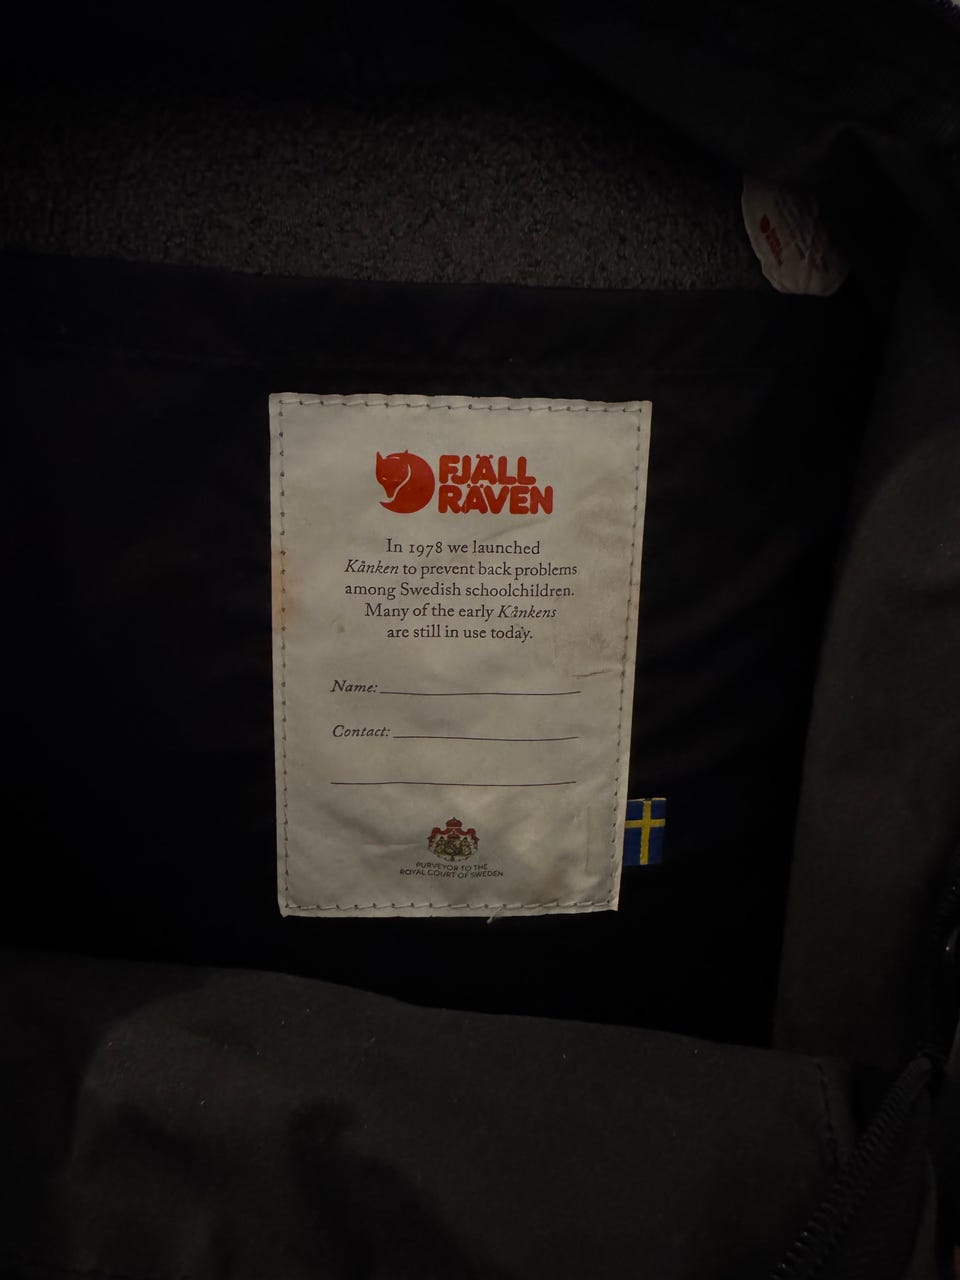 FJÄLL
RÄVEN
In 1978 we launched
Kånken to prevent back problems
among Swedish schoolchildren.
Many of the early Kånkens
are still in use today.
Name:
Contact:
PURVEYOR TO THE
ROYAL COURT OF SWEDEN